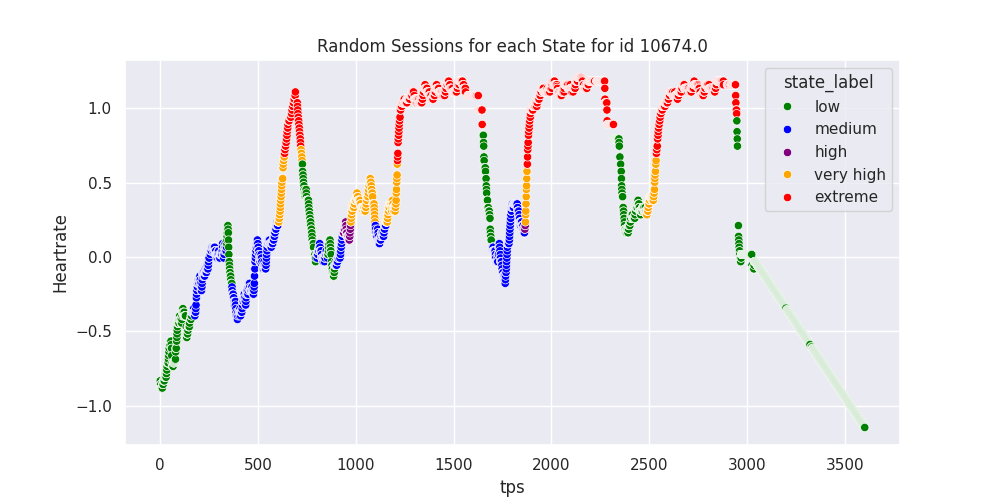 Random Sessions for each State for id 10674.0
state_label
low
medium
high
very high
extreme
Heartrate
1.0
0.5
0.0
−0.5
−1.0
0 500 1000 1500 2000 2500 3000 3500
tps